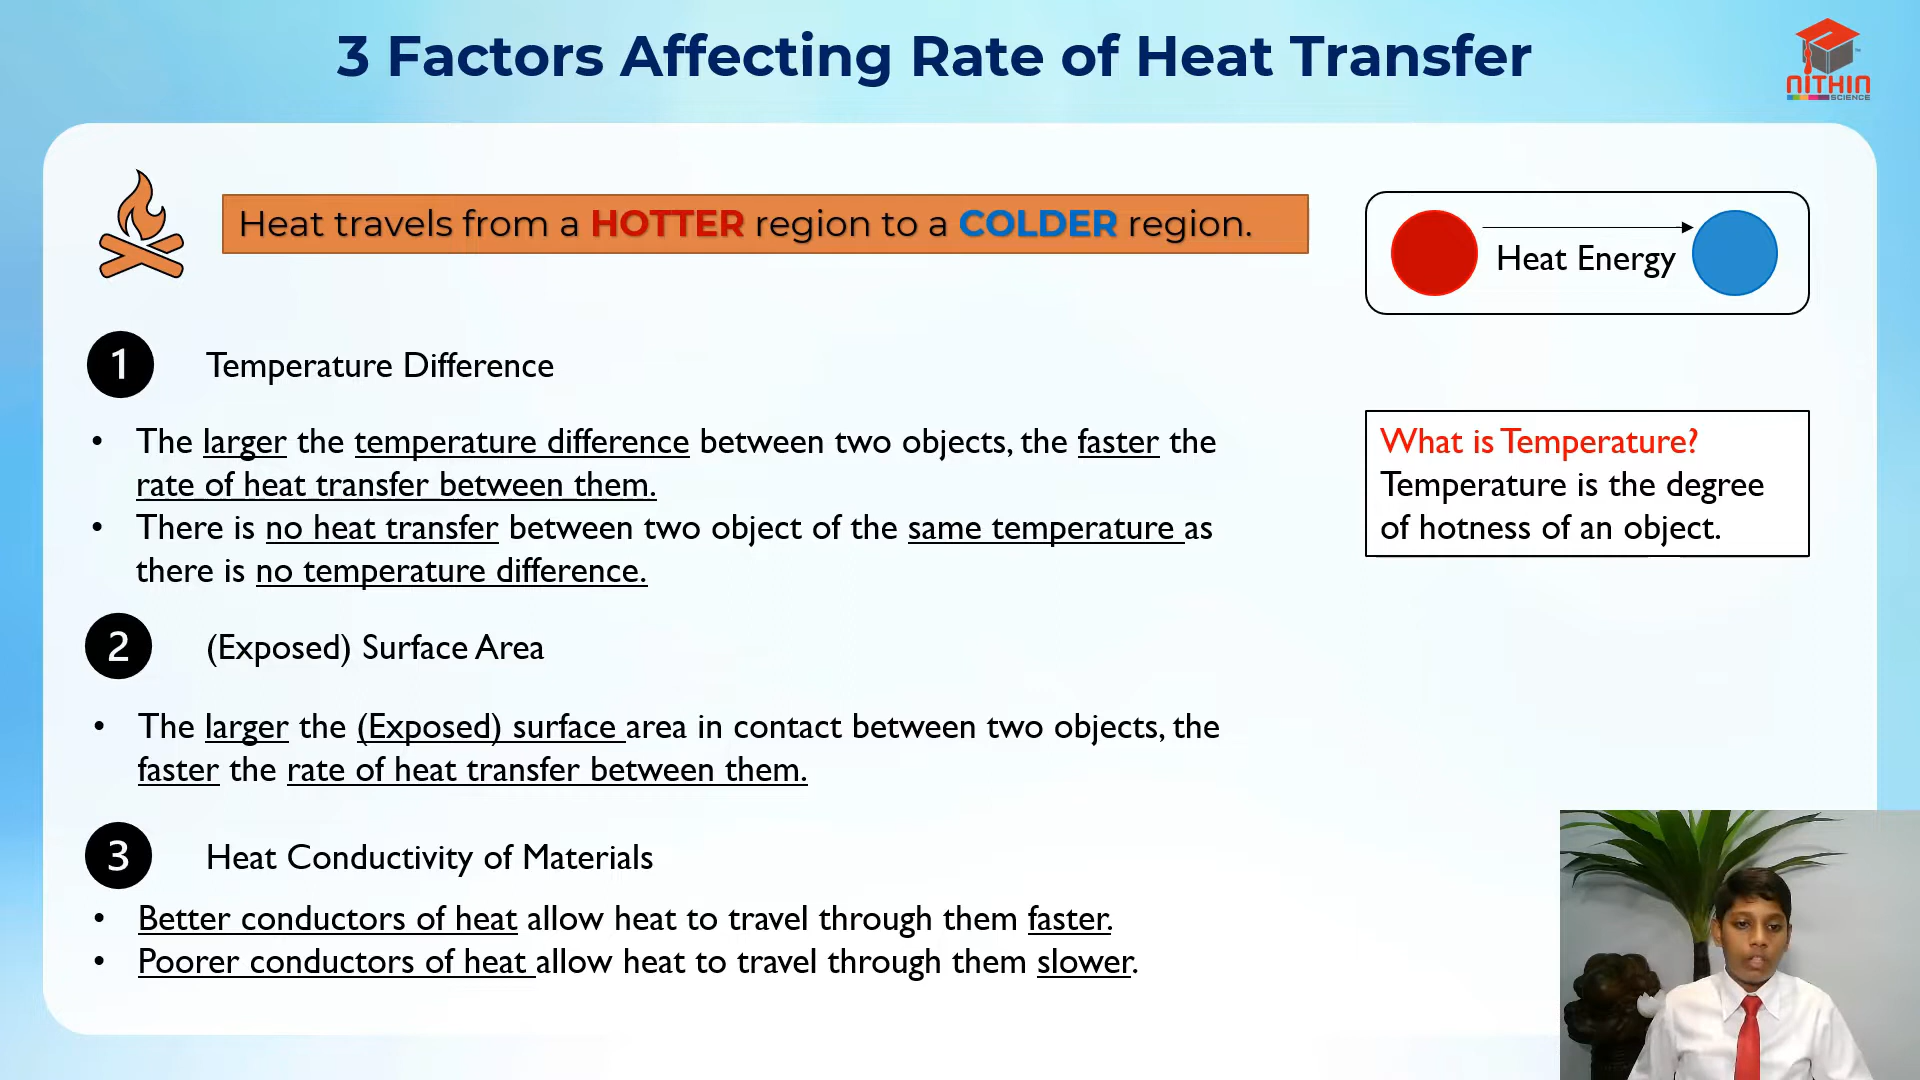 3 Factors Affecting Rate of Heat Transfer
NITHIN
SCIENCE
Heat travels from a HOTTER region to a COLDER region.
Heat Energy
1 Temperature Difference
• The larger the temperature difference between two objects, the faster the
rate of heat transfer between them.
• There is no heat transfer between two object of the same temperature as
there is no temperature difference.
What is Temperature?
Temperature is the degree
of hotness of an object.
2 (Exposed) Surface Area
• The larger the (Exposed) surface area in contact between two objects, the
faster the rate of heat transfer between them.
3 Heat Conductivity of Materials
• Better conductors of heat allow heat to travel through them faster.
• Poorer conductors of heat allow heat to travel through them slower.